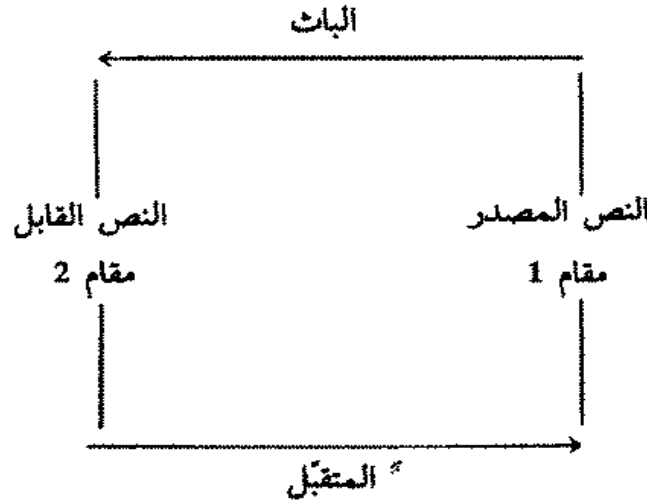 الباث
النص المصدر
مقام 1
النص القابل
مقام 2
المتقبّل